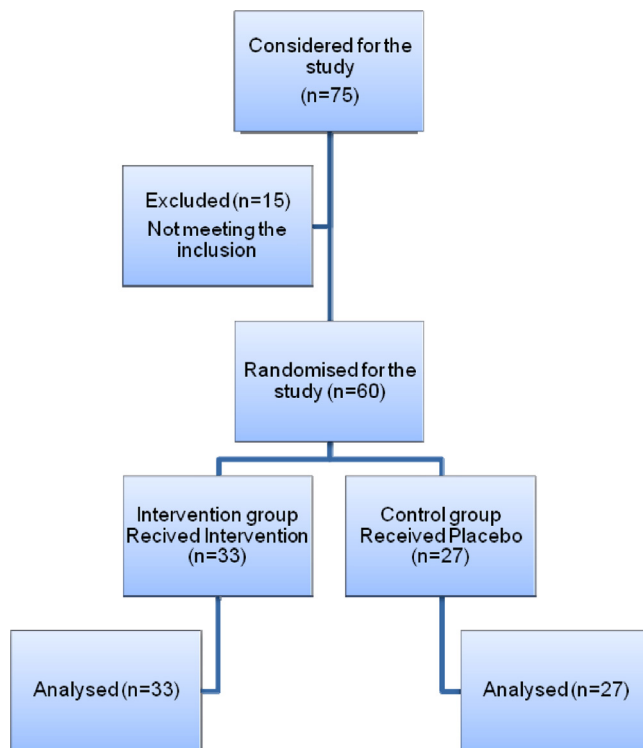 Considered for the
study
(n=75)
Excluded (n=15)
Not meeting the
inclusion
Randomised for the
study (n=60)
Intervention group
Recived Intervention
(n=33)
Control group
Received Placebo
(n=27)
Analysed (n=33)
Analysed (n=27)